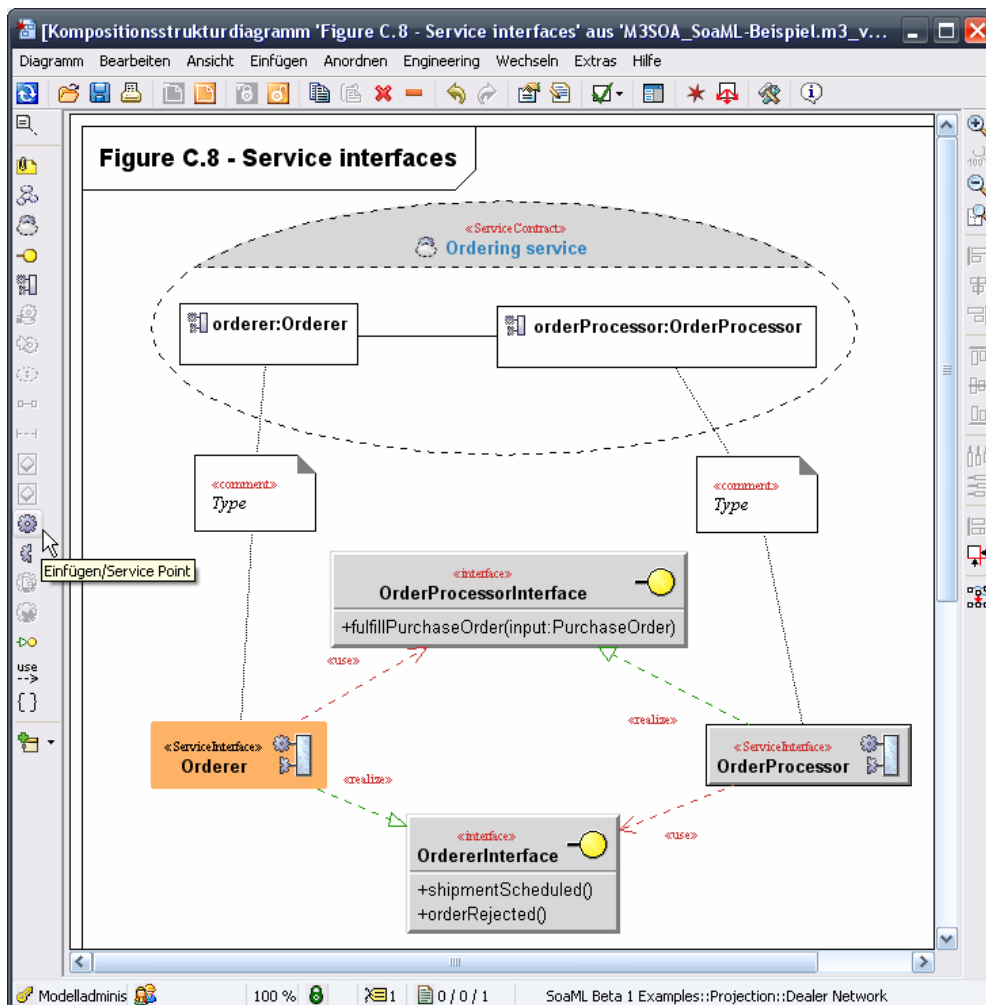 [Kompositionsstrukturdiagramm 'Figure C.8 - Service interfaces' aus 'M3SOA_SoaML-Beispiel.m3_v...
Diagramm Bearbeiten Ansicht Einfügen Anordnen Engineering Wechseln Extras Hilfe
Figure C.8 - Service interfaces
«ServiceContract»
Ordering service
orderer:Orderer
orderProcessor:OrderProcessor
«comment»
Type
«comment»
Type
Einfügen/Service Point
«interface»
OrderProcessorInterface
+fulfillPurchaseOrder(input:PurchaseOrder)
«use»
use
-->
{ }
«realize»
«ServiceInterface»
Orderer
«ServiceInterface»
OrderProcessor
«realize»
«use»
«interface»
OrdererInterface
+shipmentScheduled()
+orderRejected()
Modelladminis 100 % 1 0 / 0 / 1 SoaML Beta 1 Examples::Projection::Dealer Network